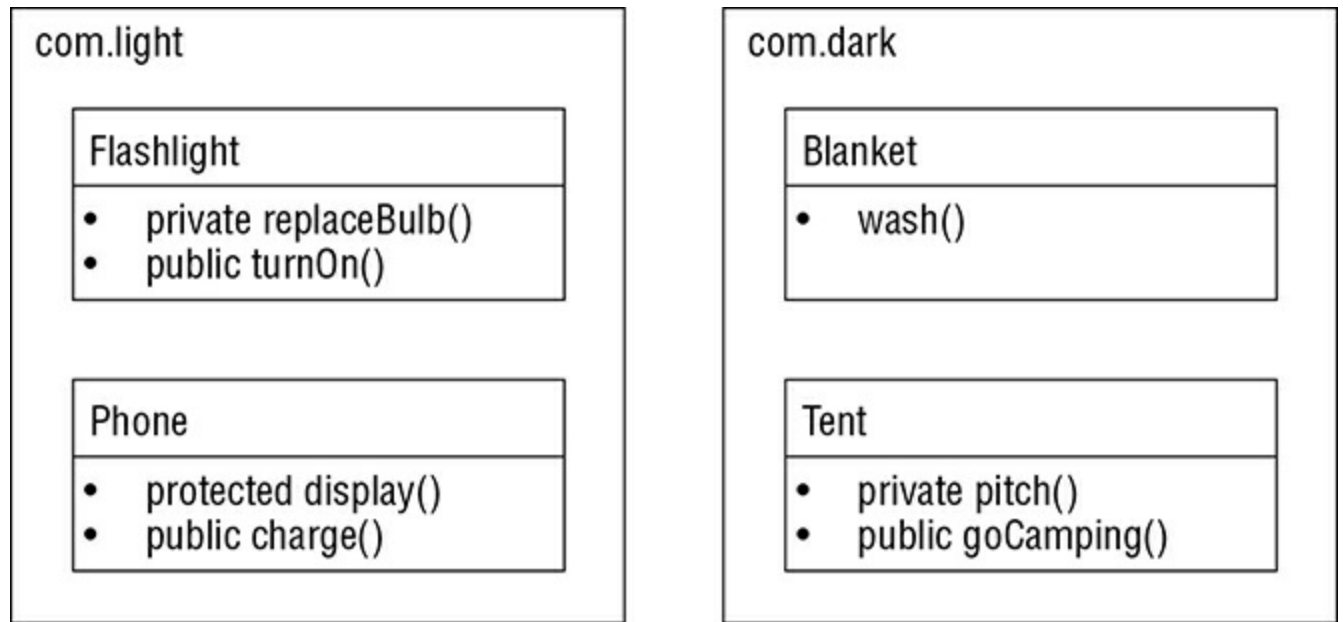 com.light
Flashlight
• private replaceBulb()
• public turnOn()
Phone
• protected display()
• public charge()
com.dark
Blanket
• wash()
Tent
• private pitch()
• public goCamping()